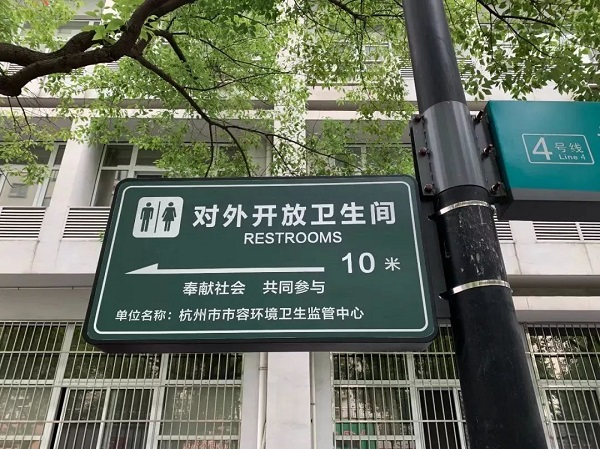 对外开放卫生间
RESTROOMS
10 米
奉献社会 共同参与
单位名称：杭州市市容环境卫生监管中心
4 号线
Line 4